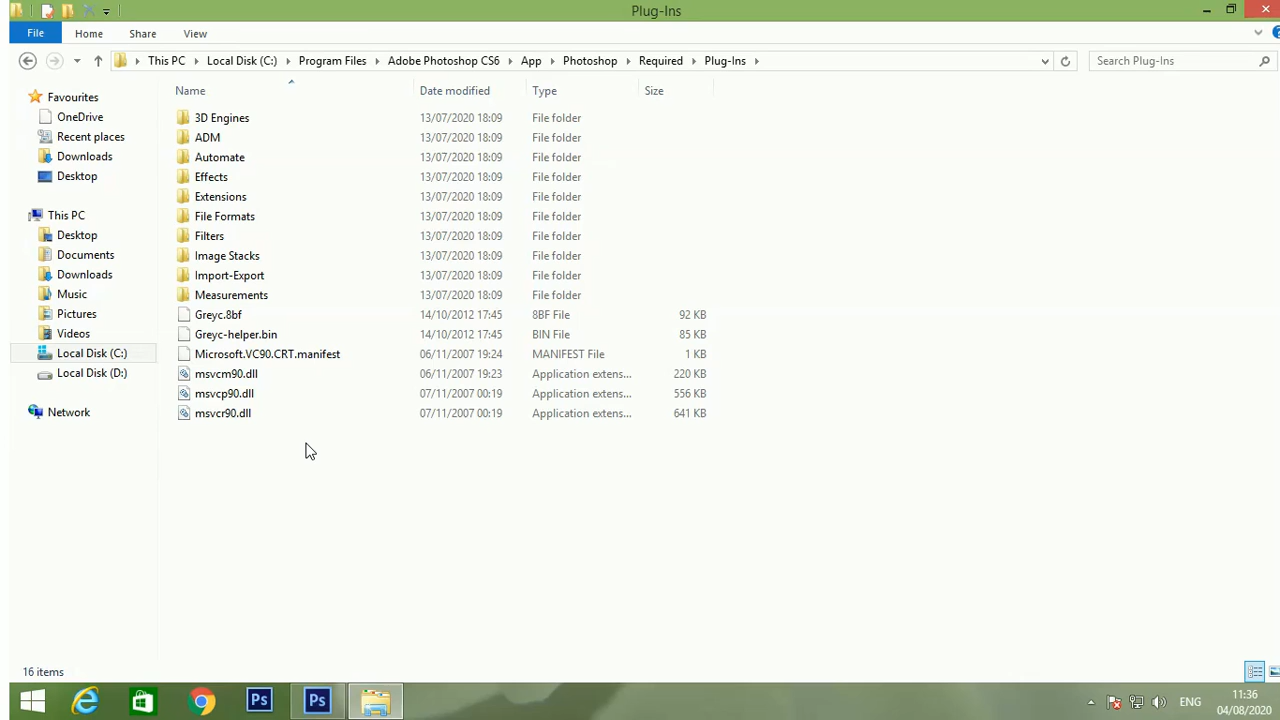 Plug-Ins
File Home Share View
This PC Local Disk (C:) Program Files Adobe Photoshop CS6 App Photoshop Required Plug-Ins
Search Plug-Ins
Favourites
OneDrive
Recent places
Downloads
Desktop
This PC
Desktop
Documents
Downloads
Music
Pictures
Videos
Local Disk (C:)
Local Disk (D:)
Network
Name Date modified Type Size
3D Engines 13/07/2020 18:09 File folder
ADM 13/07/2020 18:09 File folder
Automate 13/07/2020 18:09 File folder
Effects 13/07/2020 18:09 File folder
Extensions 13/07/2020 18:09 File folder
File Formats 13/07/2020 18:09 File folder
Filters 13/07/2020 18:09 File folder
Image Stacks 13/07/2020 18:09 File folder
Import-Export 13/07/2020 18:09 File folder
Measurements 13/07/2020 18:09 File folder
Greyc.8bf 14/10/2012 17:45 8BF File 92 KB
Greyc-helper.bin 14/10/2012 17:45 BIN File 85 KB
Microsoft.VC90.CRT.manifest 06/11/2007 19:24 MANIFEST File 1 KB
msvcm90.dll 06/11/2007 19:23 Application extens... 220 KB
msvcp90.dll 07/11/2007 00:19 Application extens... 556 KB
msvcr90.dll 07/11/2007 00:19 Application extens... 641 KB
16 items
Ps Ps
ENG
11:36
04/08/2020